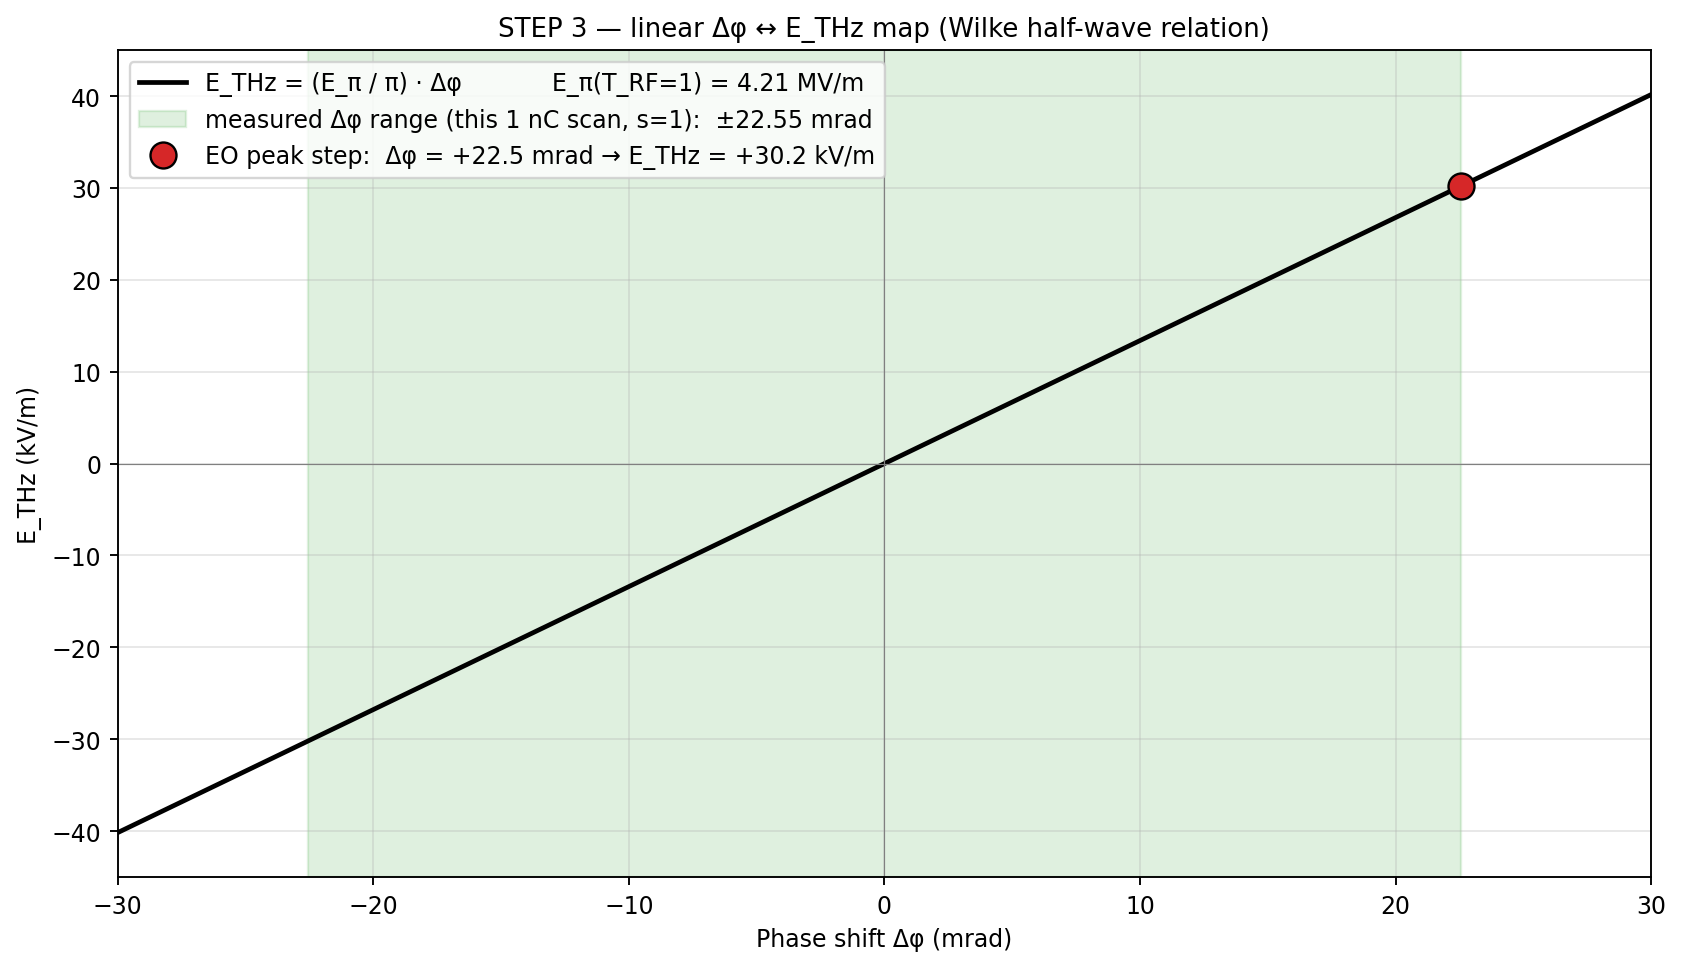 STEP 3 — linear Δφ ↔ E_THz map (Wilke half-wave relation)
E_THz = (E_π / π) · Δφ E_π(T_RF=1) = 4.21 MV/m
measured Δφ range (this 1 nC scan, s=1): ±22.55 mrad
EO peak step: Δφ = +22.5 mrad → E_THz = +30.2 kV/m
E_THz (kV/m)
40
30
20
10
0
−10
−20
−30
−40
−30 −20 −10 0 10 20 30
Phase shift Δφ (mrad)